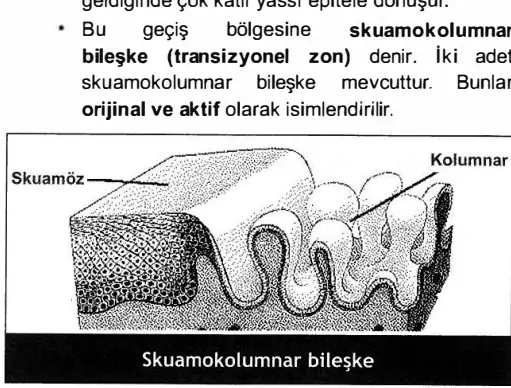 geldiğinde çok katlı yassı epitele dönüşür.
• Bu geçiş bölgesine skuamokolumnar
bileşke (transizyonel zon) denir. İki adet
skuamokolumnar bileşke mevcuttur. Bunlar
orijinal ve aktif olarak isimlendirilir.
Kolumnar
Skuamöz
Skuamokolumnar bileşke